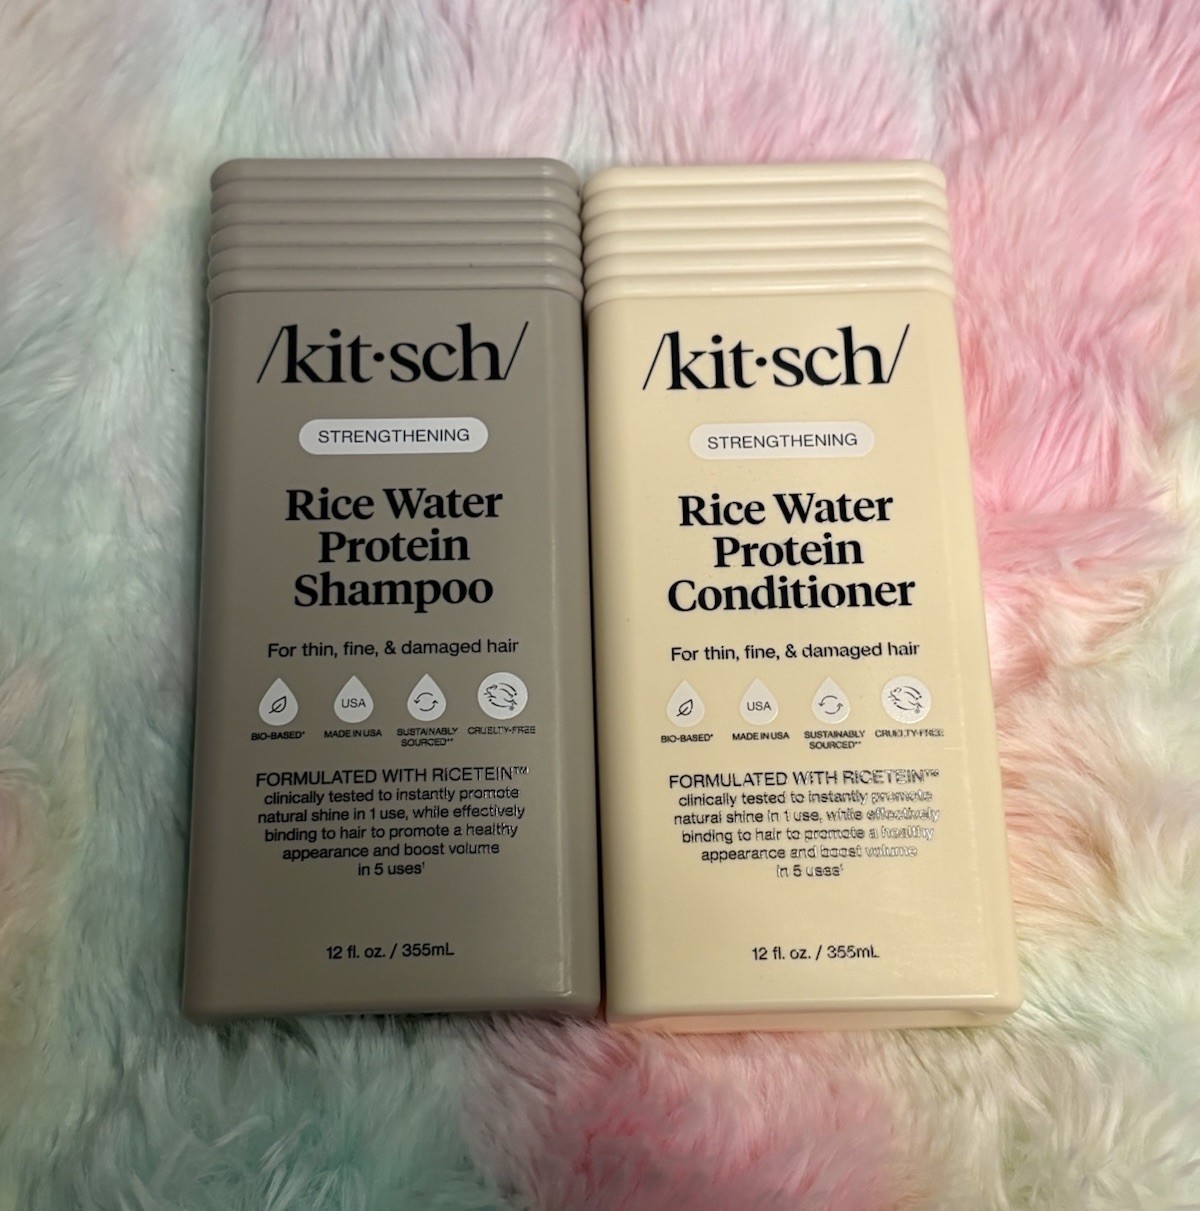 /kit·sch/
STRENGTHENING
Rice Water
Protein
Shampoo
For thin, fine, & damaged hair
USA
BIO-BASED*
MADE IN USA
SUSTAINABLY
SOURCED**
CRUELTY-FREE
FORMULATED WITH RICETEIN™
clinically tested to instantly promote
natural shine in 1 use, while effectively
binding to hair to promote a healthy
appearance and boost volume
in 5 uses†
12 fl. oz. / 355mL
/kit·sch/
STRENGTHENING
Rice Water
Protein
Conditioner
For thin, fine, & damaged hair
USA
BIO-BASED*
MADE IN USA
SUSTAINABLY
SOURCED**
CRUELTY-FREE
FORMULATED WITH RICETEIN™
clinically tested to instantly promote
natural shine in 1 use, while effectively
binding to hair to promote a healthy
appearance and boost volume
in 5 uses†
12 fl. oz. / 355mL